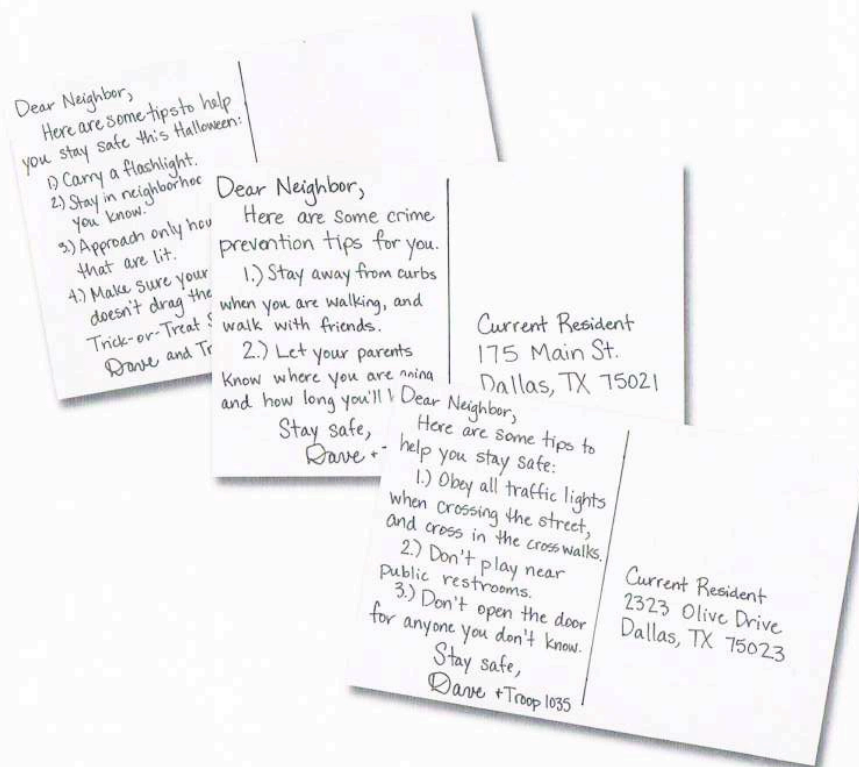 Dear Neighbor,
Here are some tips to help
you stay safe this Halloween:
1.) Carry a flashlight.
2.) Stay in
you know.
3.) Approach only
that are lit.
4.) Make sure your
doesn't drag the
Trick-or-Treat
Dave and
Dear Neighbor,
Here are some crime
prevention tips for you.
1.) Stay away from curbs
when you are walking, and
walk with friends.
2.) Let your parents
know where you are going
and how long you'll
Stay safe,
Dave +
Current Resident
175 Main St.
Dallas, TX 75021
Dear Neighbor,
Here are some tips to
help you stay safe:
1.) Obey all traffic lights
when crossing the street,
and cross in the crosswalks.
2.) Don't play near
public restrooms.
3.) Don't open the door
for anyone you don't know.
Stay safe,
Dave + Troop 1035
Current Resident
2323 Olive Drive
Dallas, TX 75023